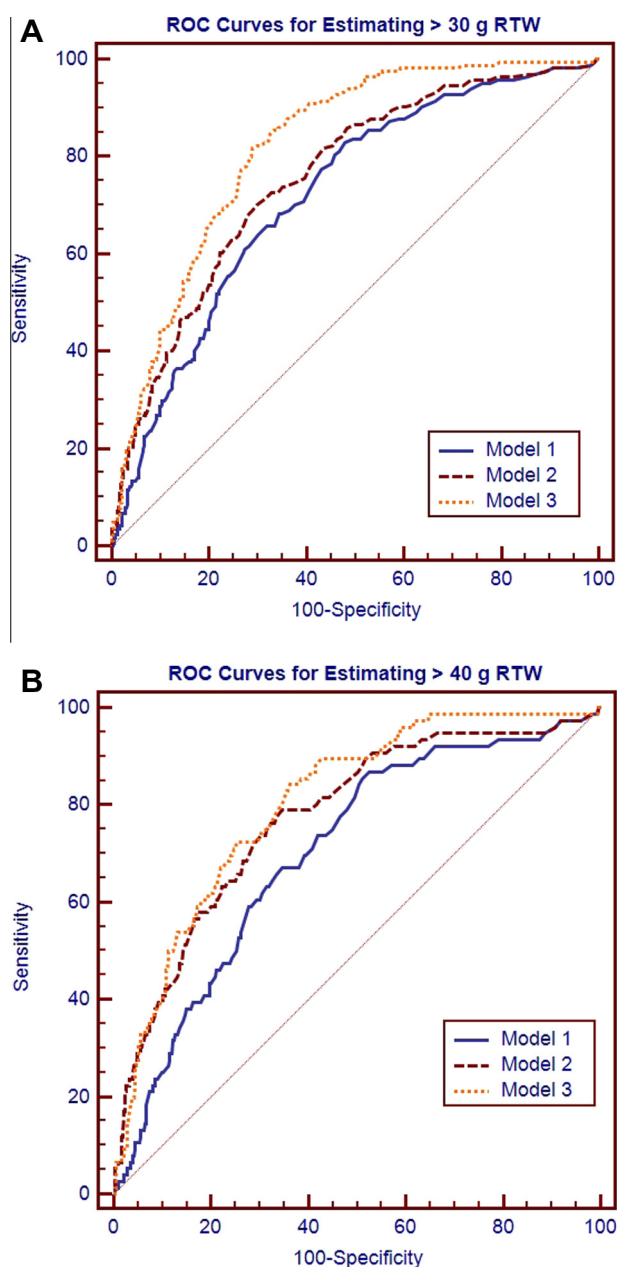 A
ROC Curves for Estimating > 30 g RTW
100
80
60
40
20
0
Sensitivity
0 20 40 60 80 100
100-Specificity
Model 1
Model 2
Model 3
B
ROC Curves for Estimating > 40 g RTW
100
80
60
40
20
0
Sensitivity
0 20 40 60 80 100
100-Specificity
Model 1
Model 2
Model 3